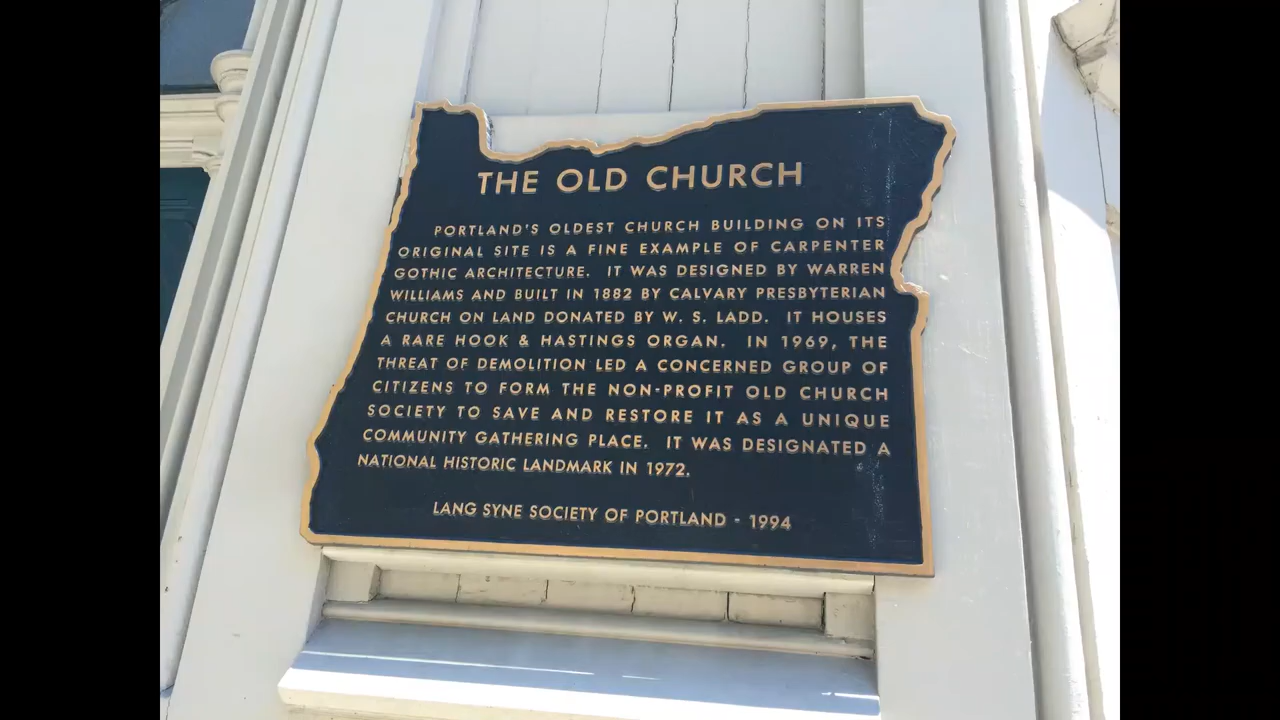 THE OLD CHURCH
PORTLAND'S OLDEST CHURCH BUILDING ON ITS
ORIGINAL SITE IS A FINE EXAMPLE OF CARPENTER
GOTHIC ARCHITECTURE. IT WAS DESIGNED BY WARREN
WILLIAMS AND BUILT IN 1882 BY CALVARY PRESBYTERIAN
CHURCH ON LAND DONATED BY W. S. LADD. IT HOUSES
A RARE HOOK & HASTINGS ORGAN. IN 1969, THE
THREAT OF DEMOLITION LED A CONCERNED GROUP OF
CITIZENS TO FORM THE NON-PROFIT OLD CHURCH
SOCIETY TO SAVE AND RESTORE IT AS A UNIQUE
COMMUNITY GATHERING PLACE. IT WAS DESIGNATED A
NATIONAL HISTORIC LANDMARK IN 1972.
LANG SYNE SOCIETY OF PORTLAND - 1994